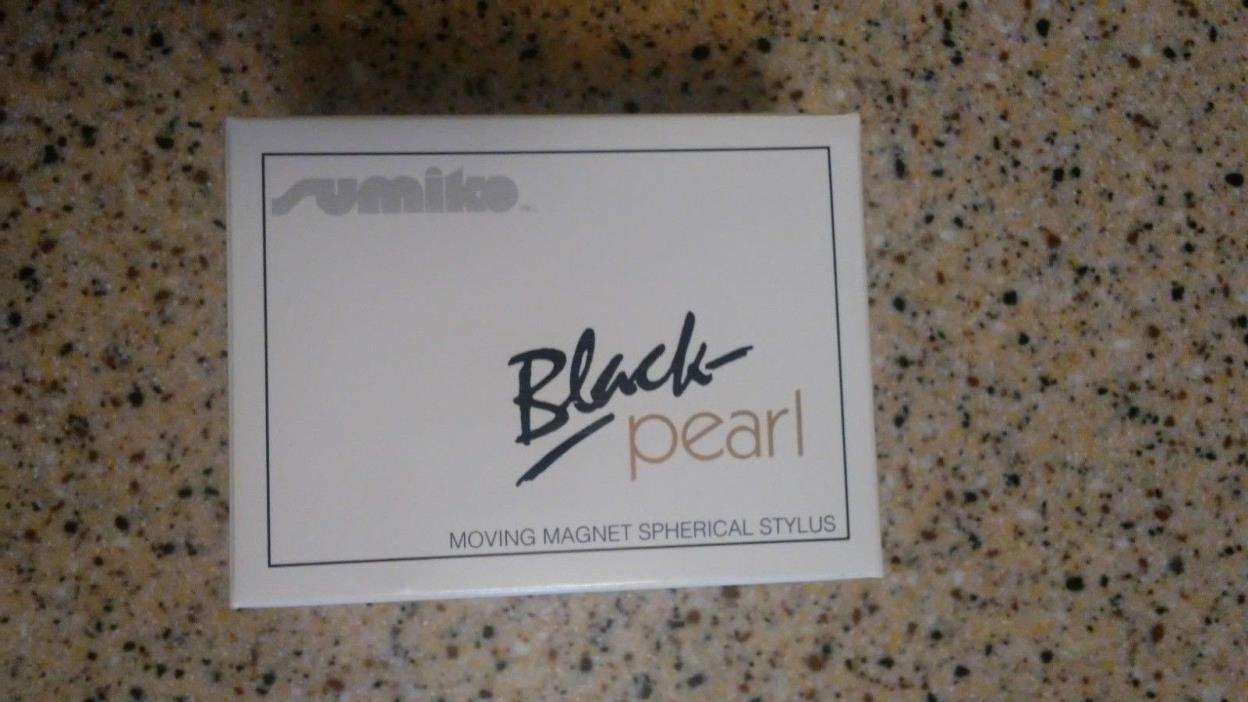 sumiko
Black
pearl
MOVING MAGNET SPHERICAL STYLUS